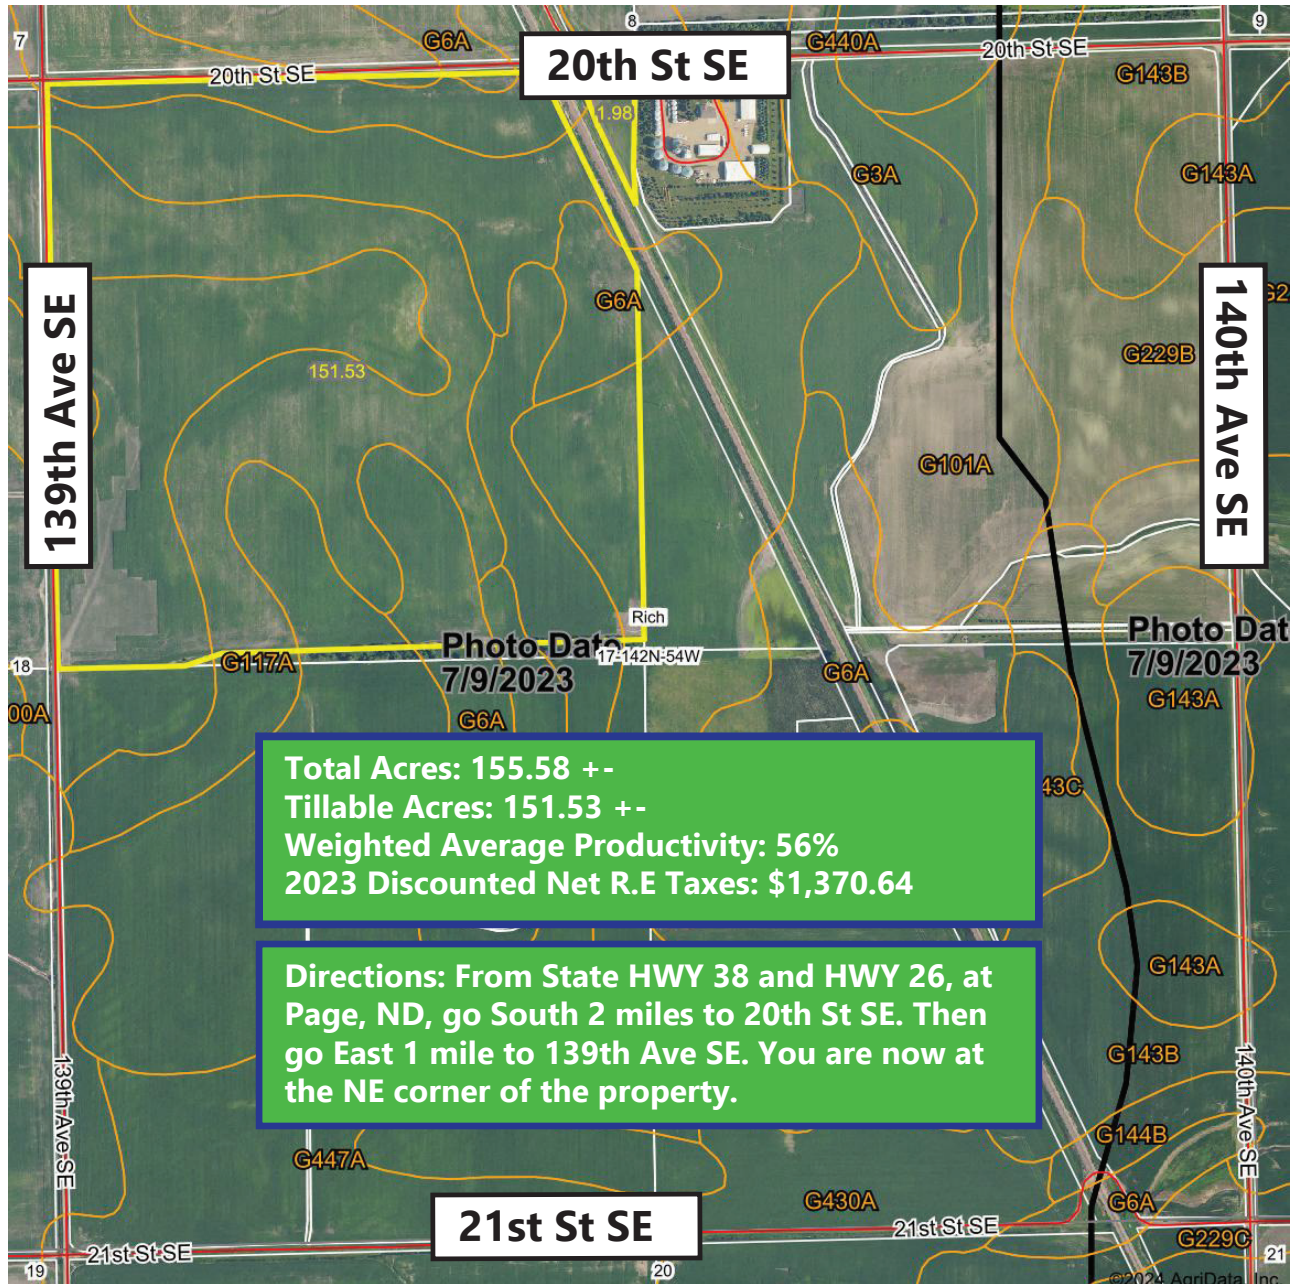 7
8
9
G6A
G440A
20th St SE
20th St SE
20th St SE
G143B
1.98
G3A
G143A
139th Ave SE
140th Ave SE
G6A
151.53
G229B
G101A
Rich
Photo Date
7/9/2023
17-142N-54W
Photo Dat
7/9/2023
18
G117A
G6A
G143A
00A
G6A
Total Acres: 155.58 +-
Tillable Acres: 151.53 +-
Weighted Average Productivity: 56%
2023 Discounted Net R.E Taxes: $1,370.64
43C
Directions: From State HWY 38 and HWY 26, at
Page, ND, go South 2 miles to 20th St SE. Then
go East 1 mile to 139th Ave SE. You are now at
the NE corner of the property.
G143A
G143B
139th Ave SE
140th Ave SE
G144B
G447A
G430A
G6A
21st St SE
21st St SE
21st St SE
G229C
19
20
21
©2024 AgriData, Inc.